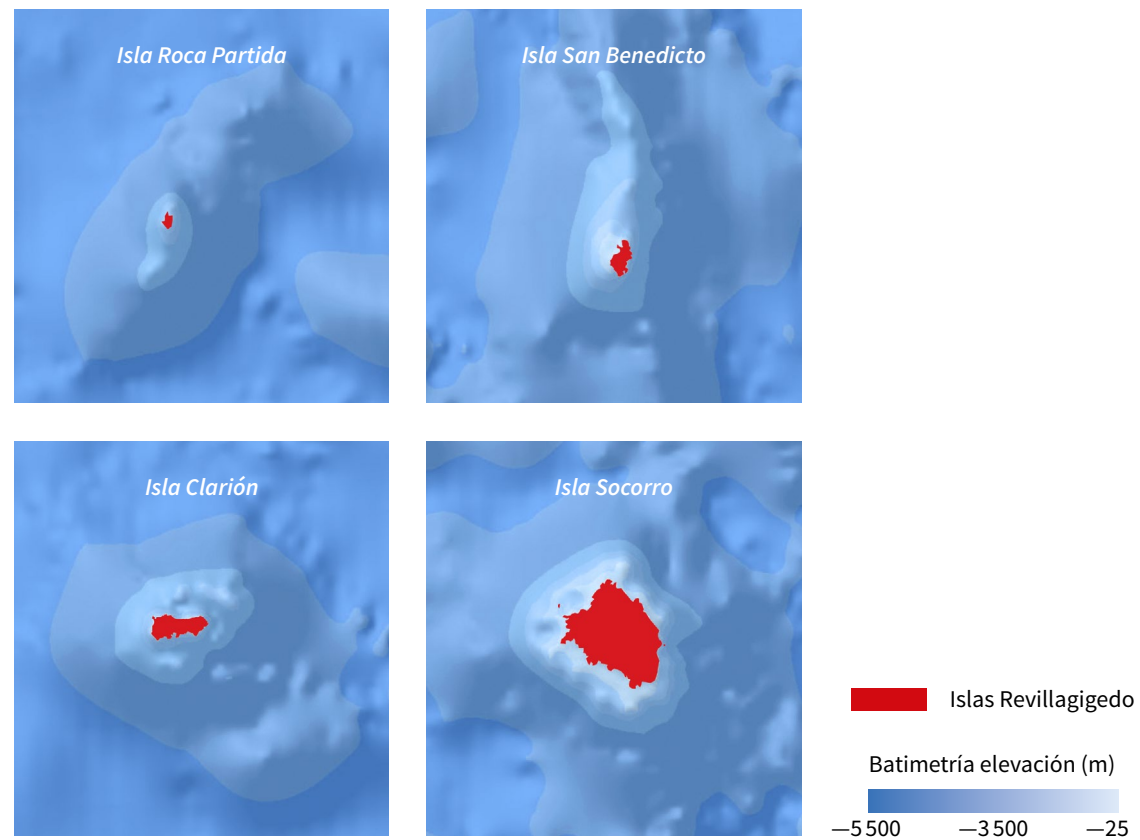 Isla Roca Partida
Isla San Benedicto
Isla Clarión
Isla Socorro
Islas Revillagigedo
Batimetría elevación (m)
—5 500 —3 500 —25